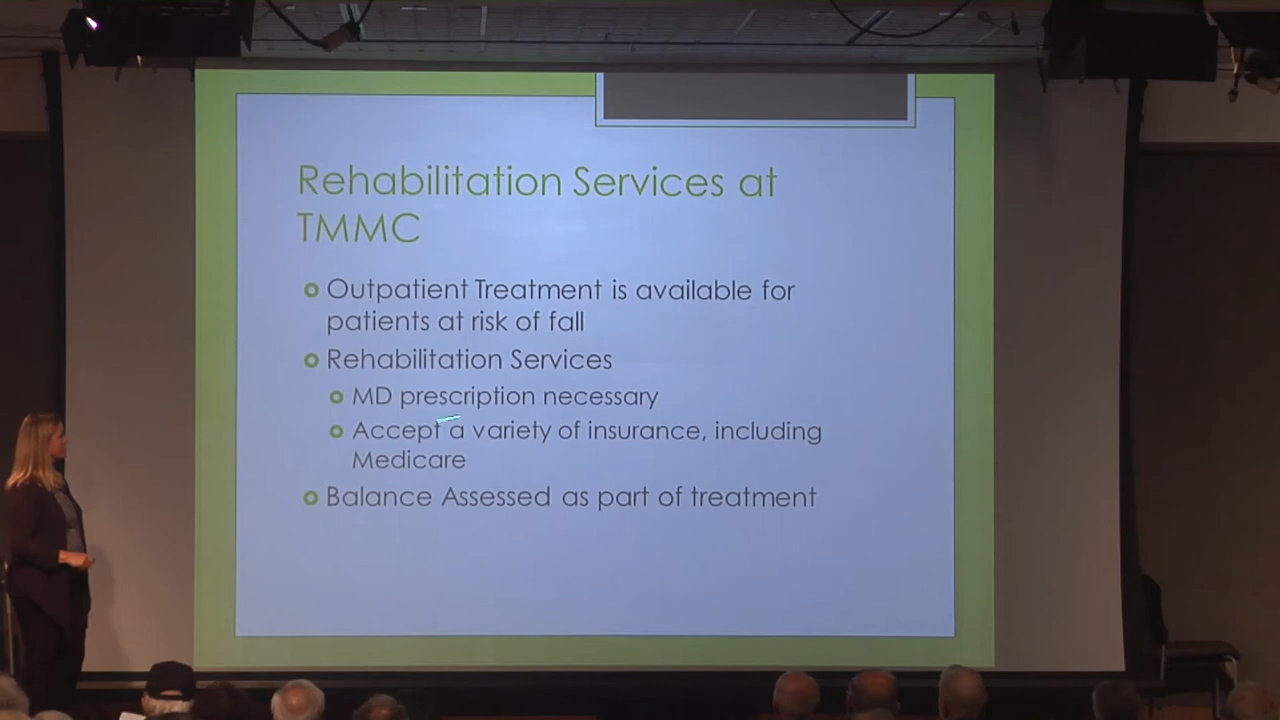 Rehabilitation Services at
TMMC
Outpatient Treatment is available for
patients at risk of fall
Rehabilitation Services
MD prescription necessary
Accept a variety of insurance, including
Medicare
Balance Assessed as part of treatment